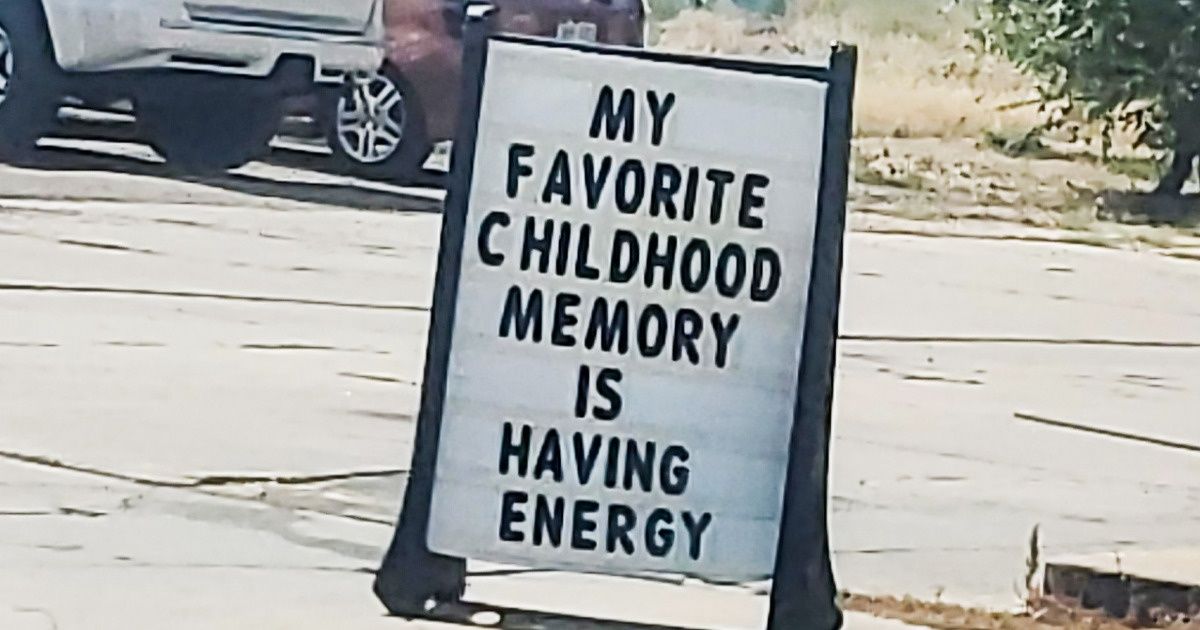 MY
FAVORITE
CHILDHOOD
MEMORY
IS
HAVING
ENERGY